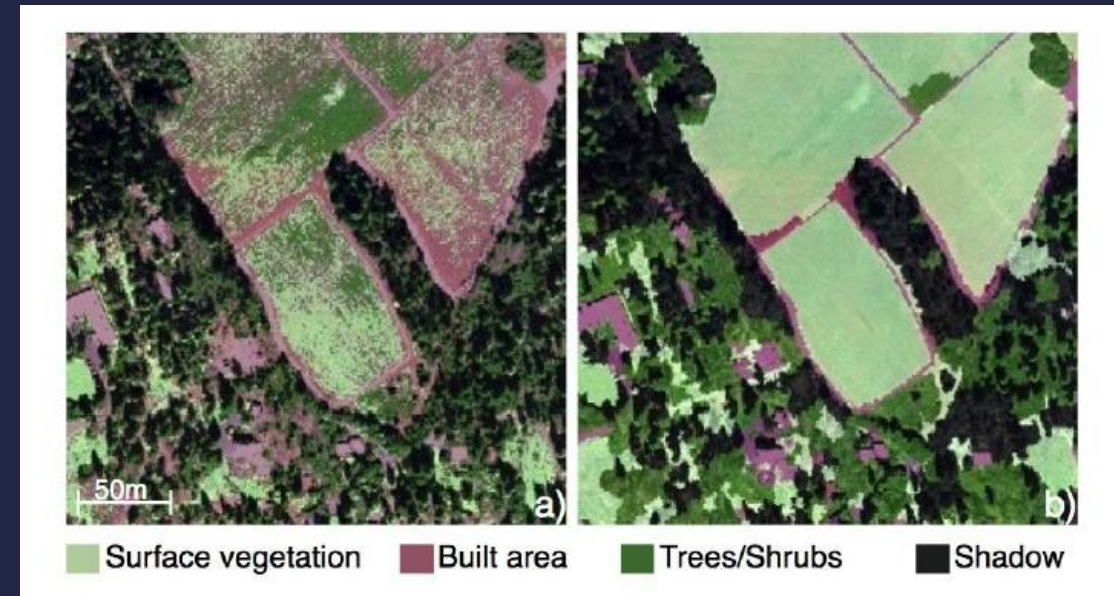 50m
a)
b)
Surface vegetation
Built area
Trees/Shrubs
Shadow